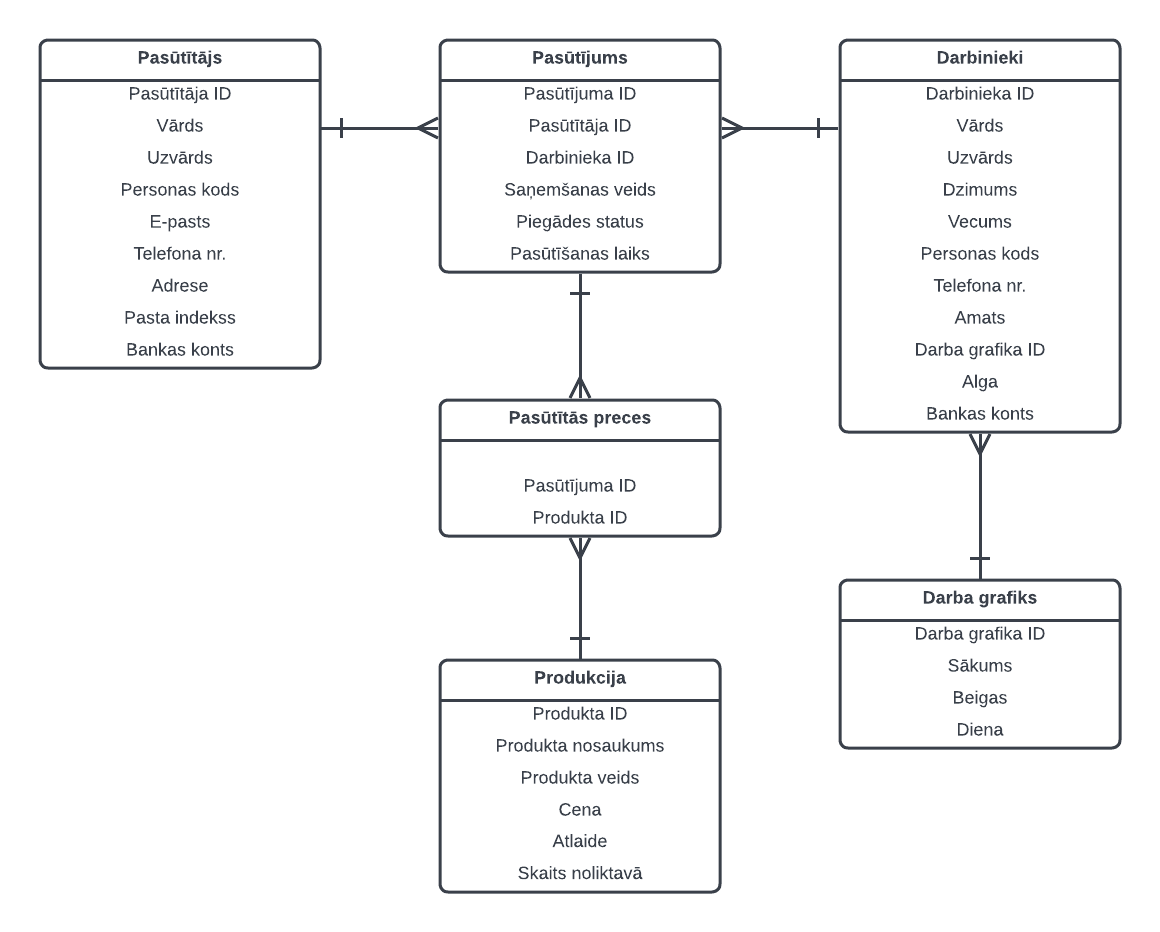 Pasūtītājs
Pasūtītāja ID
Vārds
Uzvārds
Personas kods
E-pasts
Telefona nr.
Adrese
Pasta indekss
Bankas konts
Pasūtījums
Pasūtījuma ID
Pasūtītāja ID
Darbinieka ID
Saņemšanas veids
Piegādes status
Pasūtīšanas laiks
Darbinieki
Darbinieka ID
Vārds
Uzvārds
Dzimums
Vecums
Personas kods
Telefona nr.
Amats
Darba grafika ID
Alga
Bankas konts
Pasūtītās preces
Pasūtījuma ID
Produkta ID
Darba grafiks
Darba grafika ID
Sākums
Beigas
Diena
Produkcija
Produkta ID
Produkta nosaukums
Produkta veids
Cena
Atlaide
Skaits noliktavā